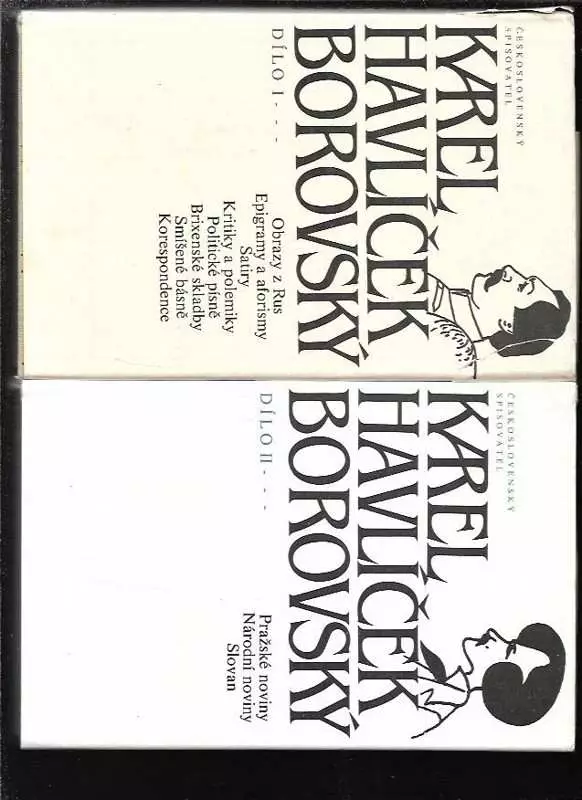 ČESKOSLOVENSKÝ
SPISOVATEL
KAREL
HAVLÍČEK
BOROVSKÝ
DÍLO I - - -
Obrazy z Rus
Epigramy a aforismy
Satiry
Kritiky a polemiky
Politické písně
Brixenské skladby
Smíšené básně
Korespondence
ČESKOSLOVENSKÝ
SPISOVATEL
KAREL
HAVLÍČEK
BOROVSKÝ
DÍLO II - - -
Pražské noviny
Národní noviny
Slovan